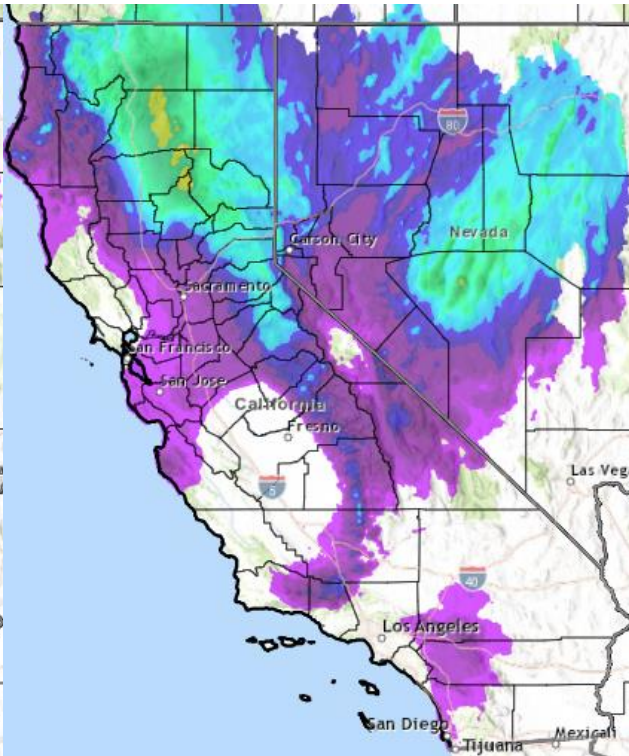 80
Nevada
Carson City
Sacramento
San Francisco
San Jose
California
Fresno
5
Las Veg
40
Los Angeles
San Diego
Mexicali
Tijuana